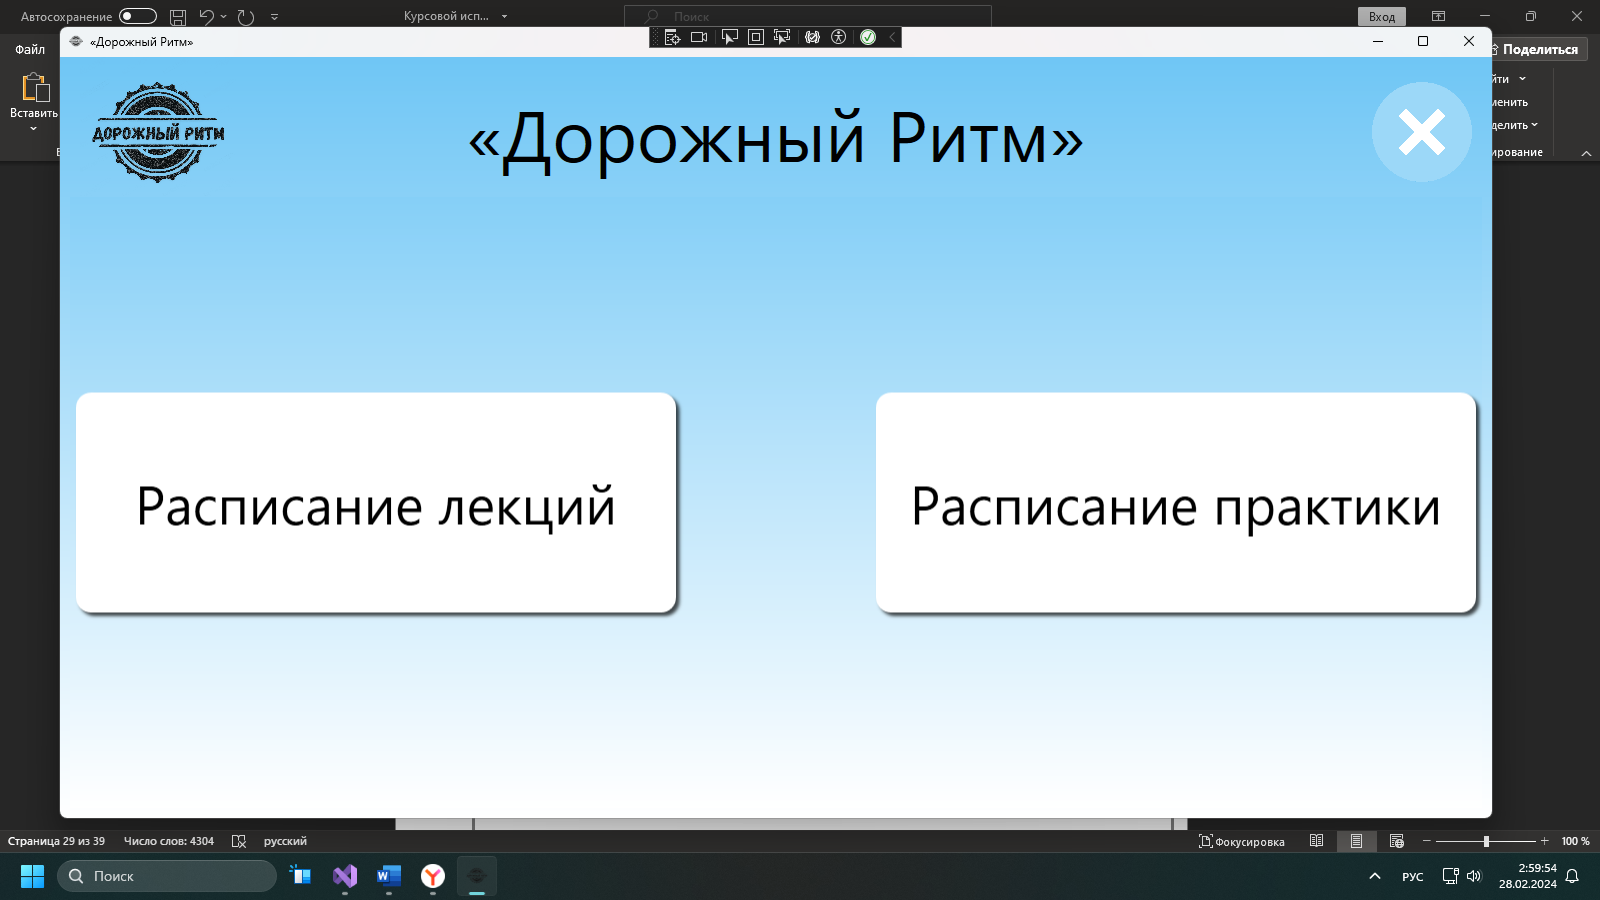 Автосохранение
Курсовой исп...
Поиск
Вход
Файл
«Дорожный Ритм»
Поделиться
Вставить
ДОРОЖНЫЙ РИТМ
«Дорожный Ритм»
Расписание лекций
Расписание практики
Страница 29 из 39
Число слов: 4304
русский
Фокусировка
100 %
Поиск
РУС
2:59:54
28.02.2024